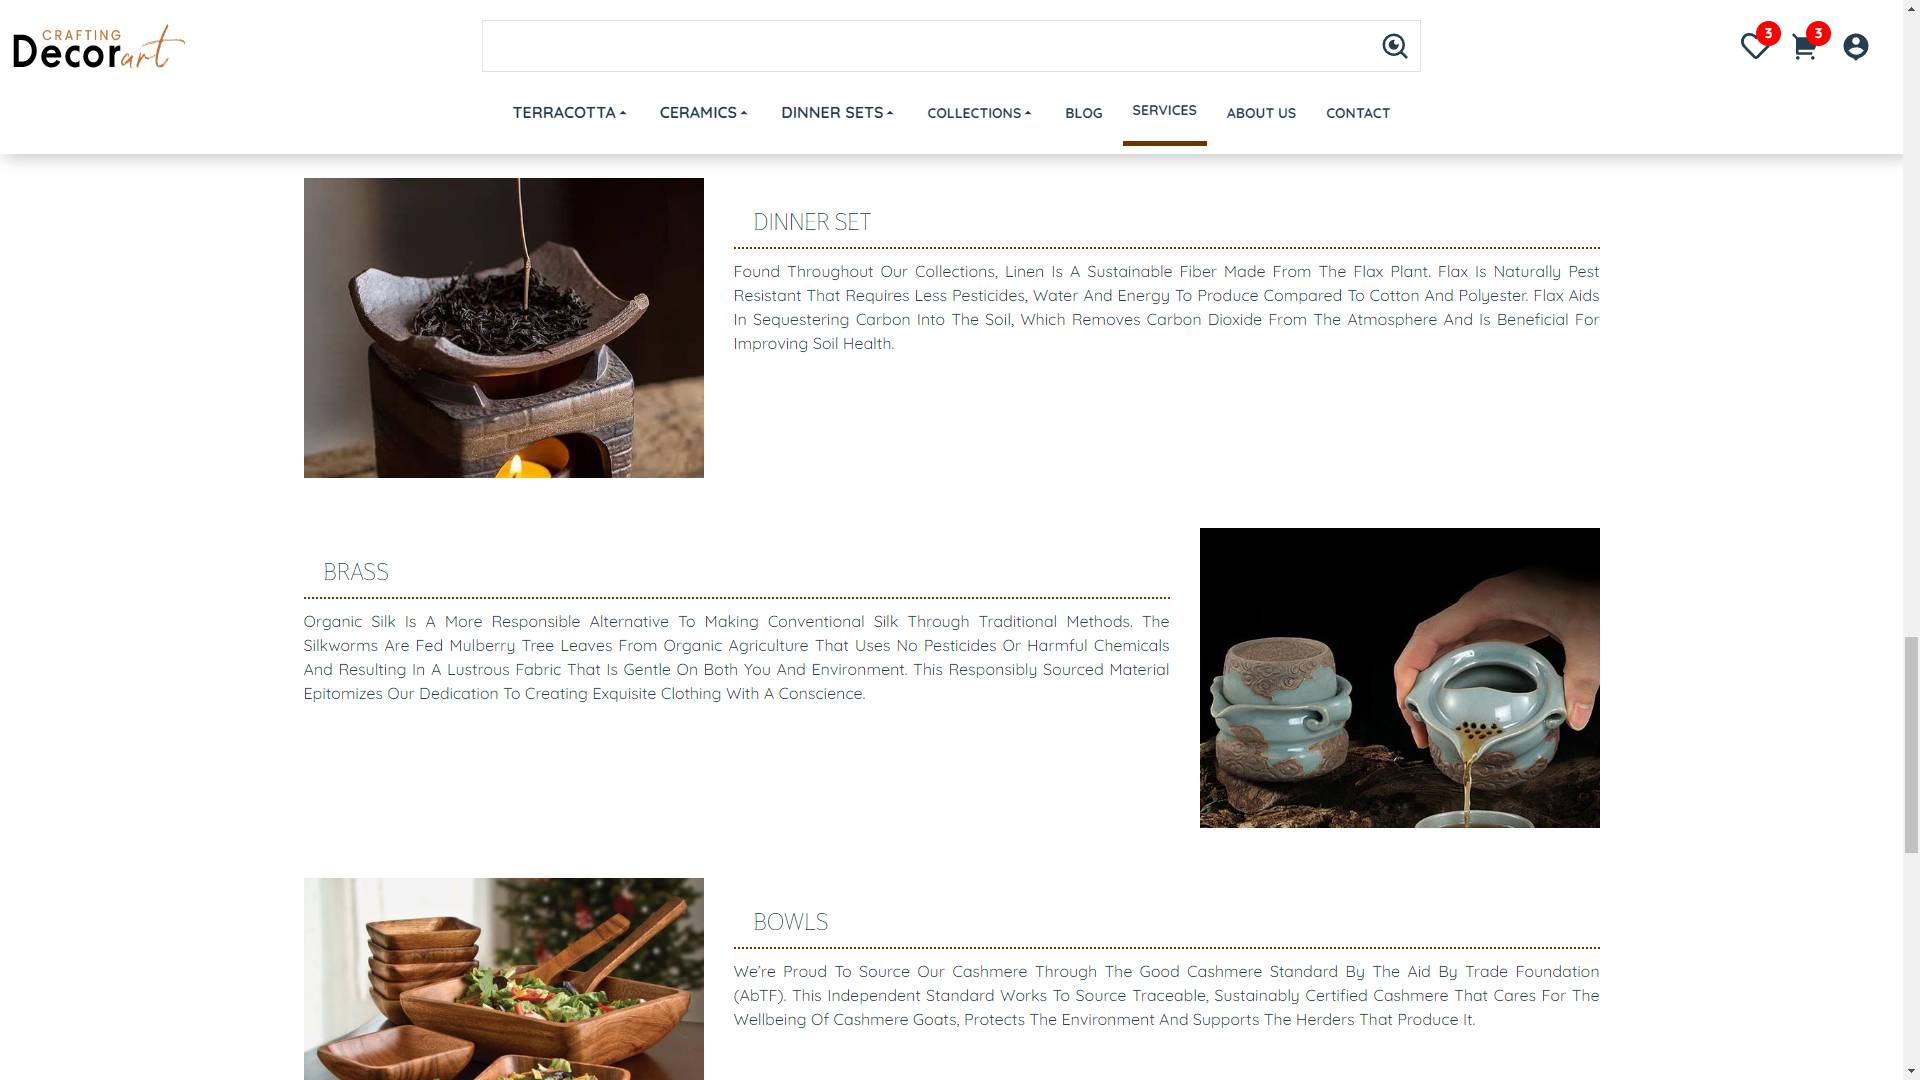 CRAFTING
Decorart
3
3
TERRACOTTA
CERAMICS
DINNER SETS
COLLECTIONS
BLOG
SERVICES
ABOUT US
CONTACT
DINNER SET
Found Throughout Our Collections, Linen Is A Sustainable Fiber Made From The Flax Plant. Flax Is Naturally Pest
Resistant That Requires Less Pesticides, Water And Energy To Produce Compared To Cotton And Polyester. Flax Aids
In Sequestering Carbon Into The Soil, Which Removes Carbon Dioxide From The Atmosphere And Is Beneficial For
Improving Soil Health.
BRASS
Organic Silk Is A More Responsible Alternative To Making Conventional Silk Through Traditional Methods. The
Silkworms Are Fed Mulberry Tree Leaves From Organic Agriculture That Uses No Pesticides Or Harmful Chemicals
And Resulting In A Lustrous Fabric That Is Gentle On Both You And Environment. This Responsibly Sourced Material
Epitomizes Our Dedication To Creating Exquisite Clothing With A Conscience.
BOWLS
We're Proud To Source Our Cashmere Through The Good Cashmere Standard By The Aid By Trade Foundation
(AbTF). This Independent Standard Works To Source Traceable, Sustainably Certified Cashmere That Cares For The
Wellbeing Of Cashmere Goats, Protects The Environment And Supports The Herders That Produce It.